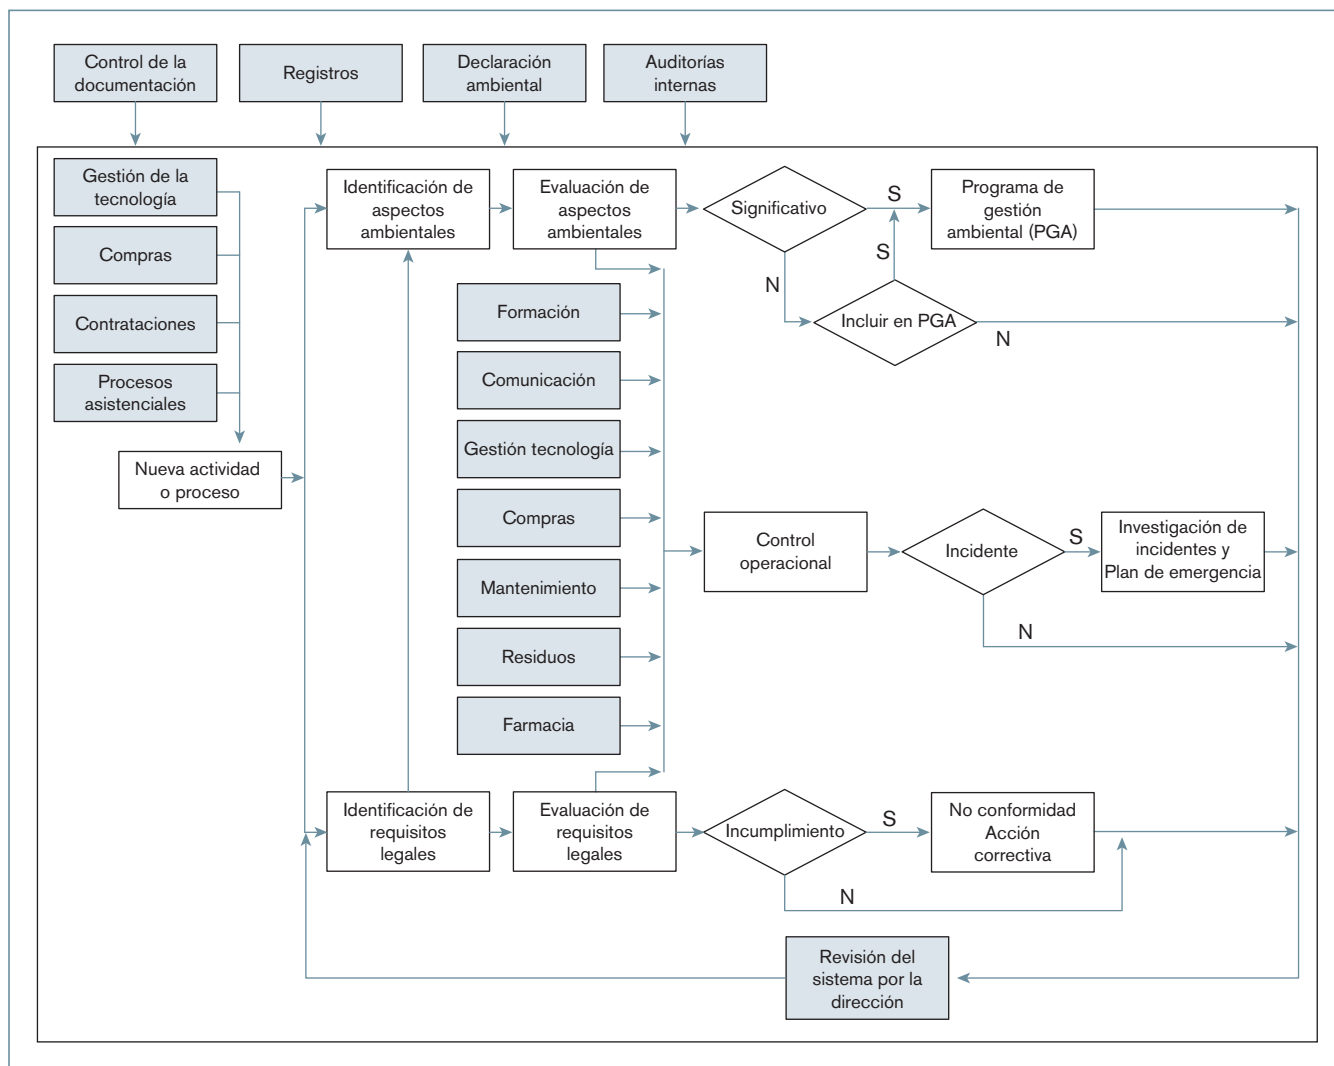 Control de la
documentación
Registros
Declaración
ambiental
Auditorías
internas
Gestión de la
tecnología
Compras
Contrataciones
Procesos
asistenciales
Nueva actividad
o proceso
Identificación de
aspectos
ambientales
Evaluación de
aspectos
ambientales
Significativo
S
Programa de
gestión
ambiental (PGA)
N
S
Incluir en PGA
N
Formación
Comunicación
Gestión tecnología
Compras
Mantenimiento
Residuos
Farmacia
Control
operacional
Incidente
S
Investigación de
incidentes y
Plan de emergencia
N
Identificación de
requisitos
legales
Evaluación de
requisitos
legales
Incumplimiento
S
No conformidad
Acción
correctiva
N
Revisión del
sistema por la
dirección